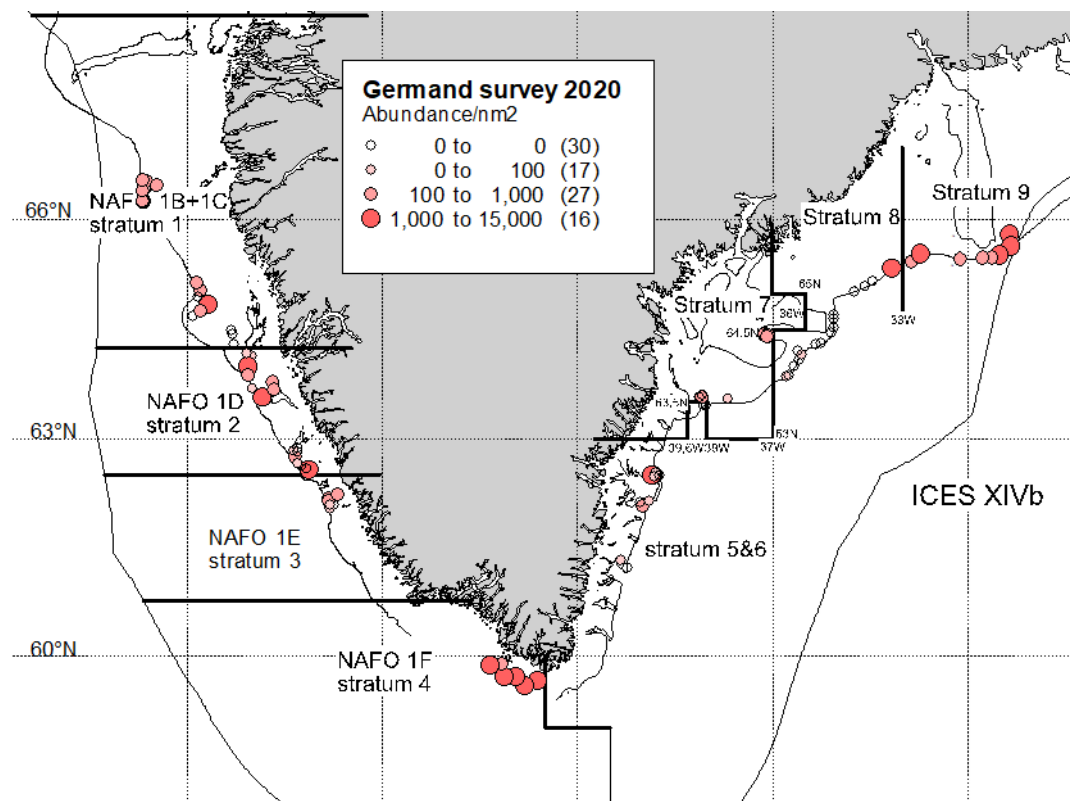 Germand survey 2020
Abundance/nm2
0 to 0 (30)
0 to 100 (17)
100 to 1,000 (27)
1,000 to 15,000 (16)
NAFO 1B+1C
stratum 1
66°N
Stratum 9
Stratum 8
Stratum 7
65N
36W
64.5N
33W
NAFO 1D
stratum 2
63°N
63,5N
63N
39,6W
39W
37W
ICES XIVb
NAFO 1E
stratum 3
stratum 5&6
60°N
NAFO 1F
stratum 4